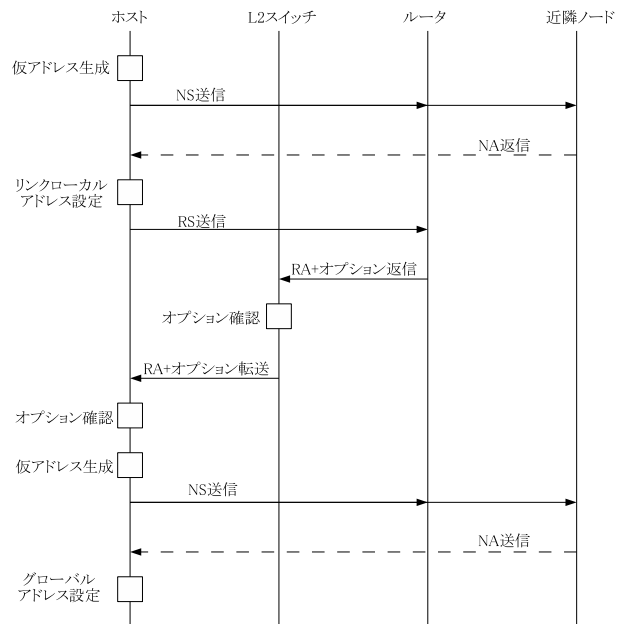 ホスト
L2スイッチ
ルータ
近隣ノード
仮アドレス生成
NS送信
NA返信
リンクローカル
アドレス設定
RS送信
RA+オプション返信
オプション確認
RA+オプション転送
オプション確認
仮アドレス生成
NS送信
NA送信
グローバル
アドレス設定